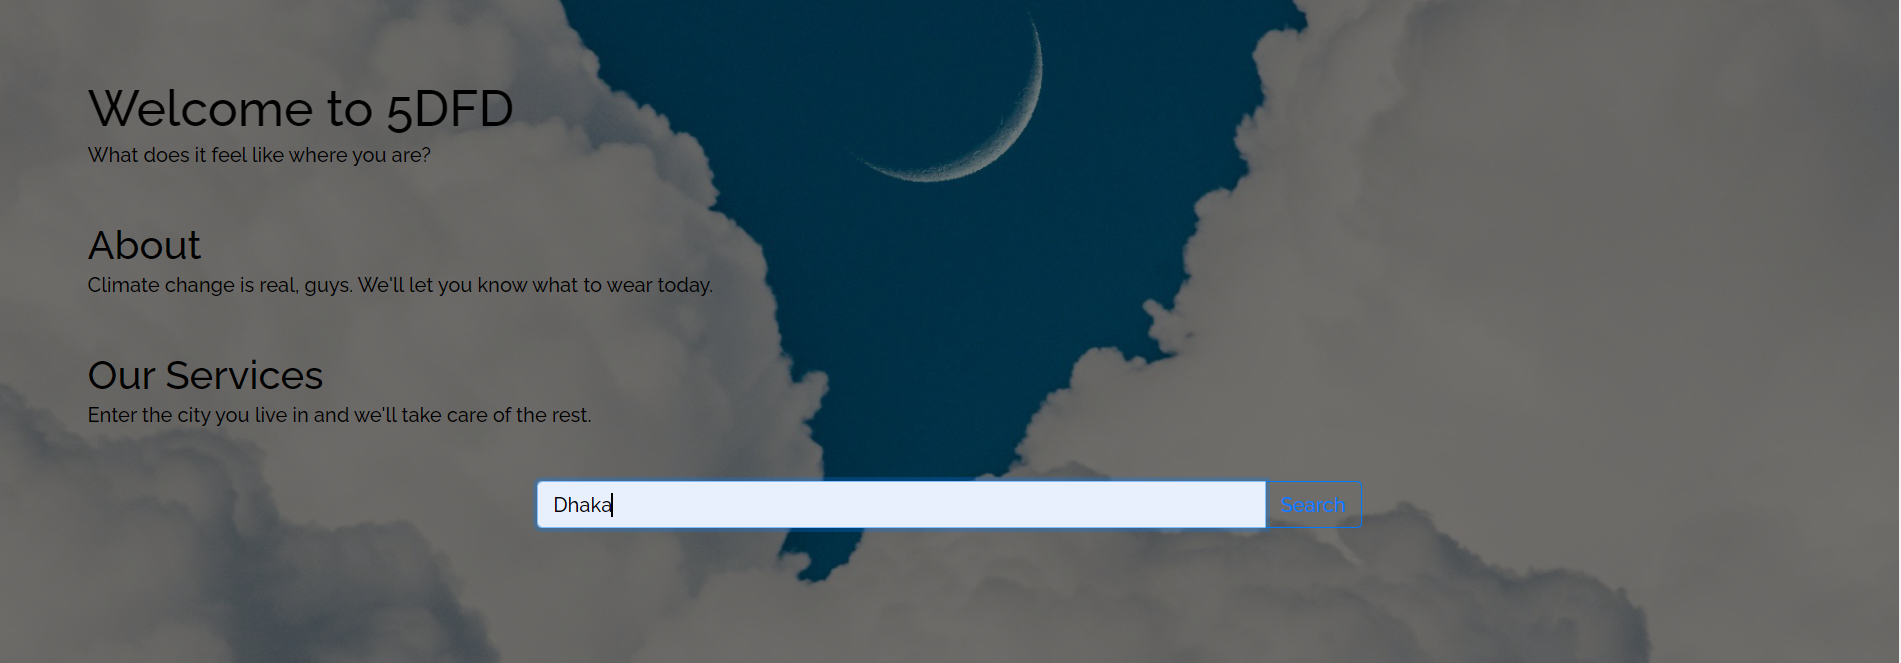 Welcome to 5DFD
What does it feel like where you are?
About
Climate change is real, guys. We'll let you know what to wear today.
Our Services
Enter the city you live in and we'll take care of the rest.
Dhaka
Search